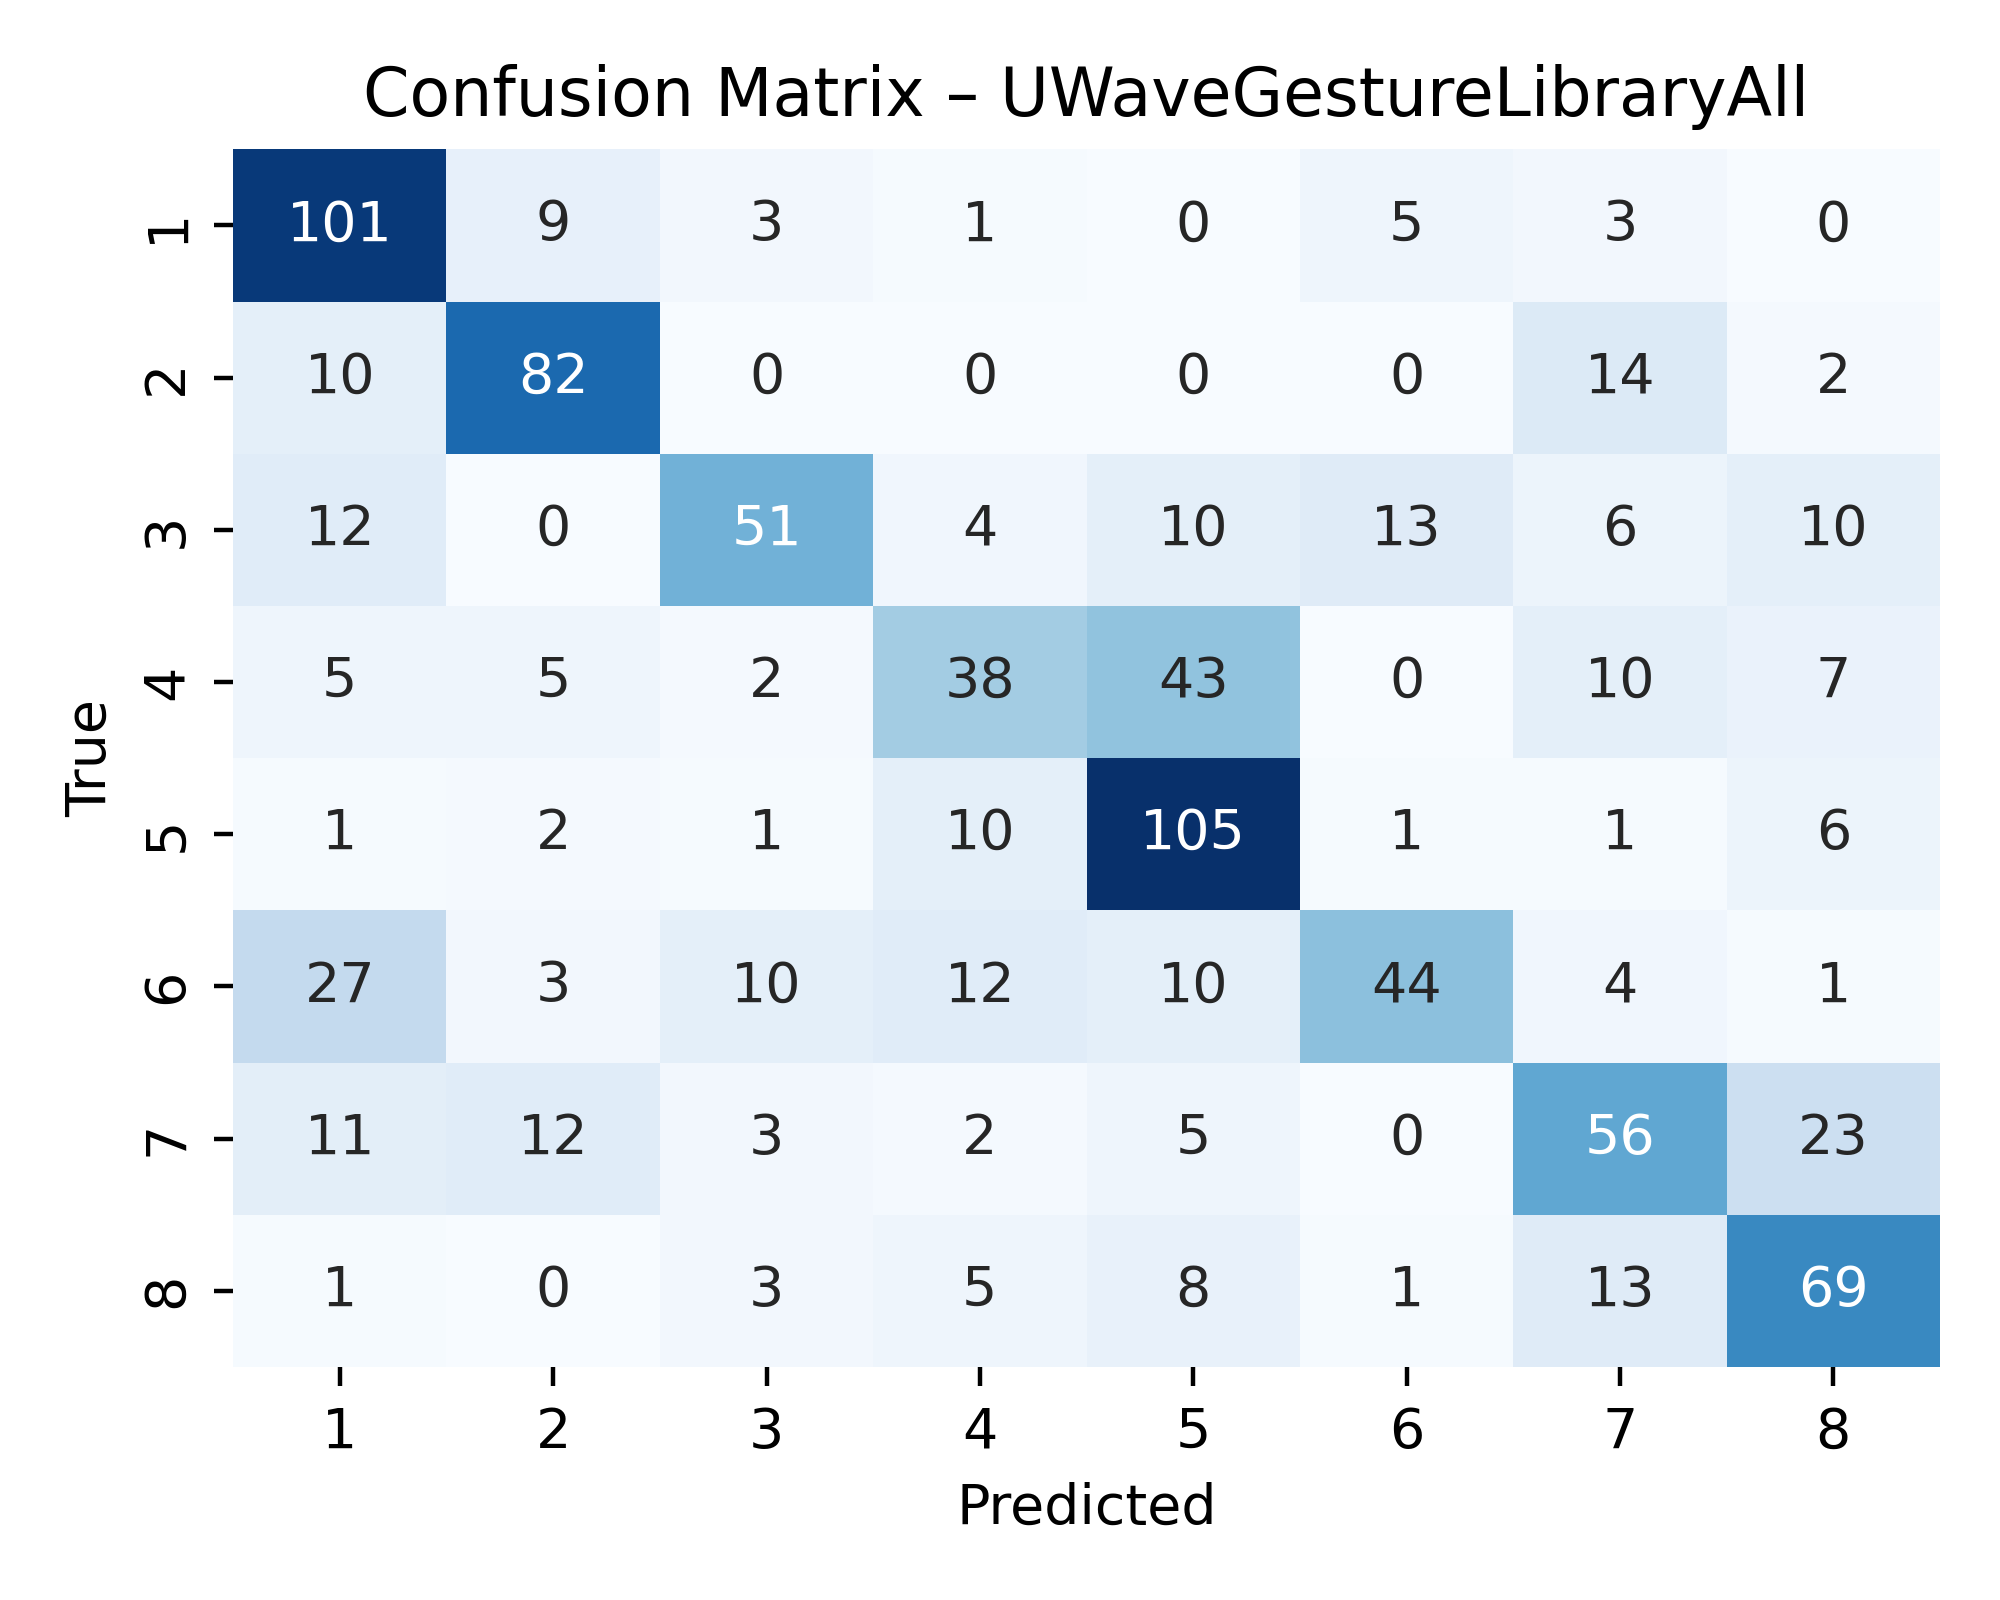 Confusion Matrix – UWaveGestureLibraryAll
1 101 9 3 1 0 5 3 0
2 10 82 0 0 0 0 14 2
3 12 0 51 4 10 13 6 10
4 5 5 2 38 43 0 10 7
5 1 2 1 10 105 1 1 6
6 27 3 10 12 10 44 4 1
7 11 12 3 2 5 0 56 23
8 1 0 3 5 8 1 13 69
True
1 2 3 4 5 6 7 8
Predicted